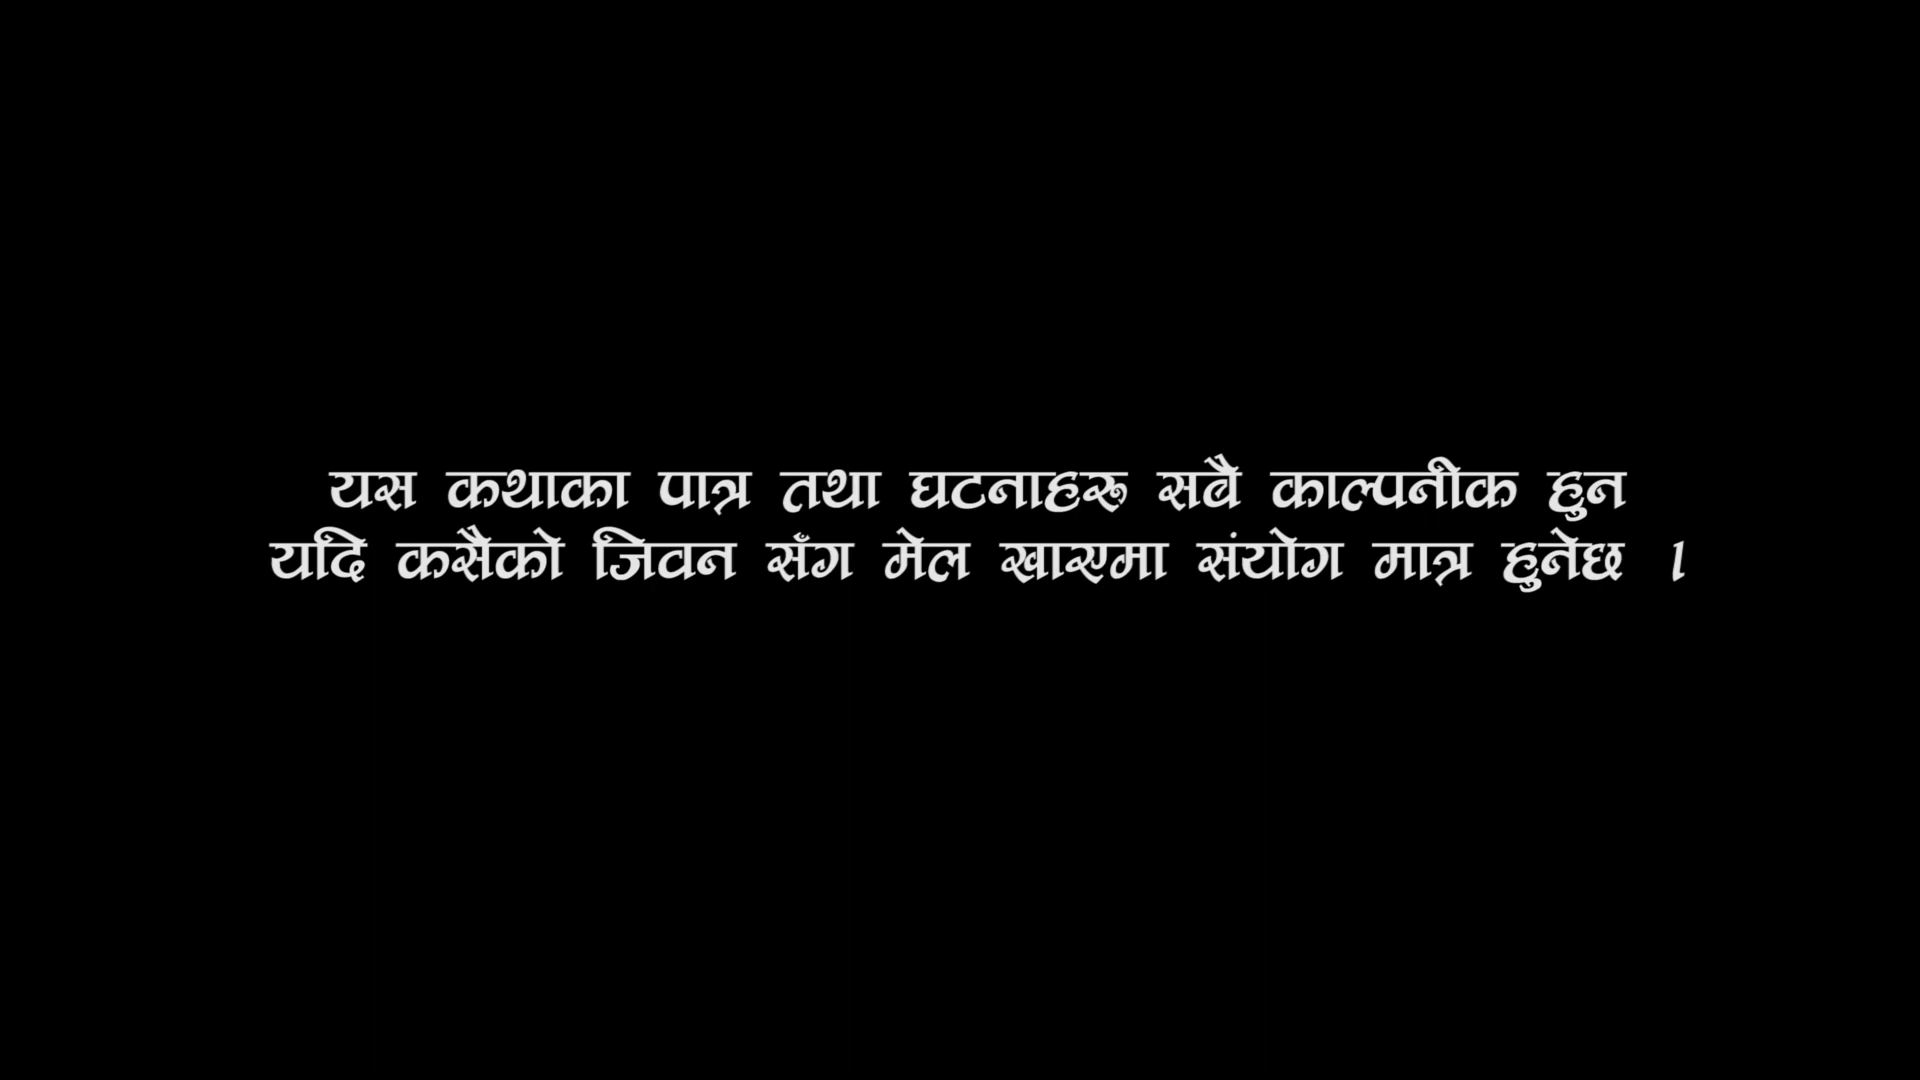 यस कथाका पात्र तथा घटनाहरू सबै काल्पनीक हुन
यदि कसैको जिवन सँग मेल खाएमा संयोग मात्र हुनेछ ।